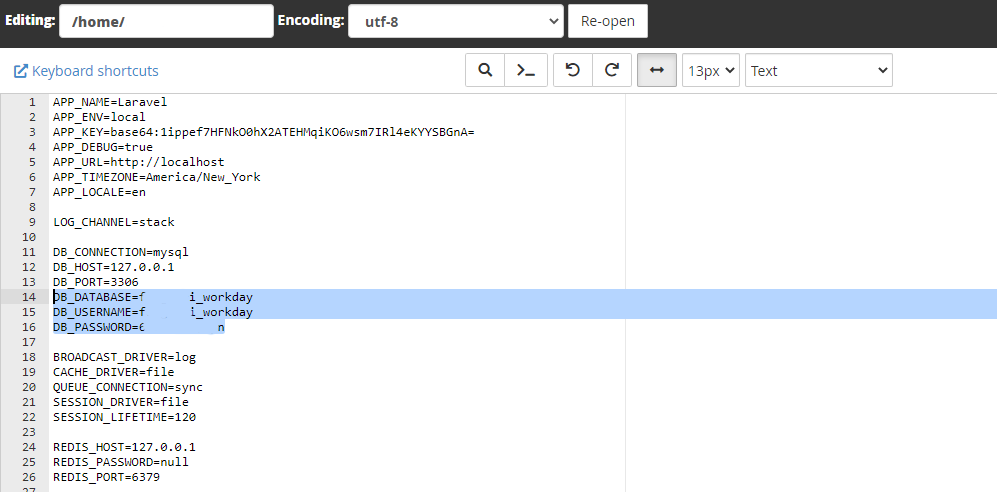 Editing: /home/ Encoding: utf-8 Re-open
Keyboard shortcuts 13px Text
1 APP_NAME=Laravel
2 APP_ENV=local
3 APP_KEY=base64:1ippef7HFNkO0hX2ATEHMqiKO6wsm7IRl4eKYYSBGnA=
4 APP_DEBUG=true
5 APP_URL=http://localhost
6 APP_TIMEZONE=America/New_York
7 APP_LOCALE=en
8
9 LOG_CHANNEL=stack
10
11 DB_CONNECTION=mysql
12 DB_HOST=127.0.0.1
13 DB_PORT=3306
14 DB_DATABASE=f i_workday
15 DB_USERNAME=f i_workday
16 DB_PASSWORD=6 n
17
18 BROADCAST_DRIVER=log
19 CACHE_DRIVER=file
20 QUEUE_CONNECTION=sync
21 SESSION_DRIVER=file
22 SESSION_LIFETIME=120
23
24 REDIS_HOST=127.0.0.1
25 REDIS_PASSWORD=null
26 REDIS_PORT=6379
27